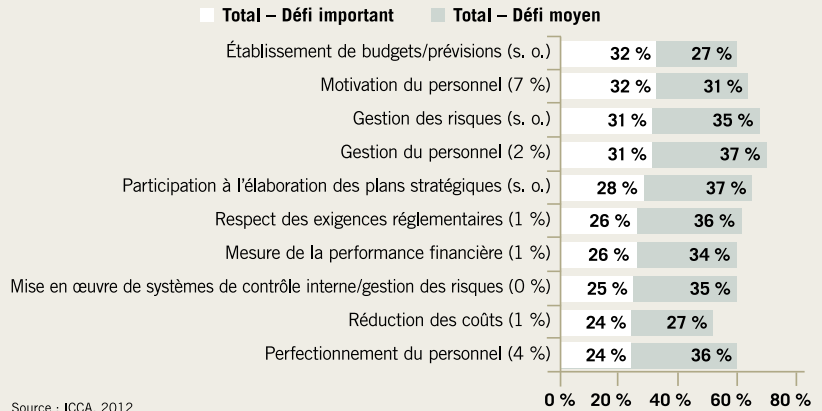 Total – Défi important Total – Défi moyen
Établissement de budgets/prévisions (s. o.) 32 % 27 %
Motivation du personnel (7 %) 32 % 31 %
Gestion des risques (s. o.) 31 % 35 %
Gestion du personnel (2 %) 31 % 37 %
Participation à l'élaboration des plans stratégiques (s. o.) 28 % 37 %
Respect des exigences réglementaires (1 %) 26 % 36 %
Mesure de la performance financière (1 %) 26 % 34 %
Mise en œuvre de systèmes de contrôle interne/gestion des risques (0 %) 25 % 35 %
Réduction des coûts (1 %) 24 % 27 %
Perfectionnement du personnel (4 %) 24 % 36 %
0 % 20 % 40 % 60 % 80 %
Source : ICCA, 2012